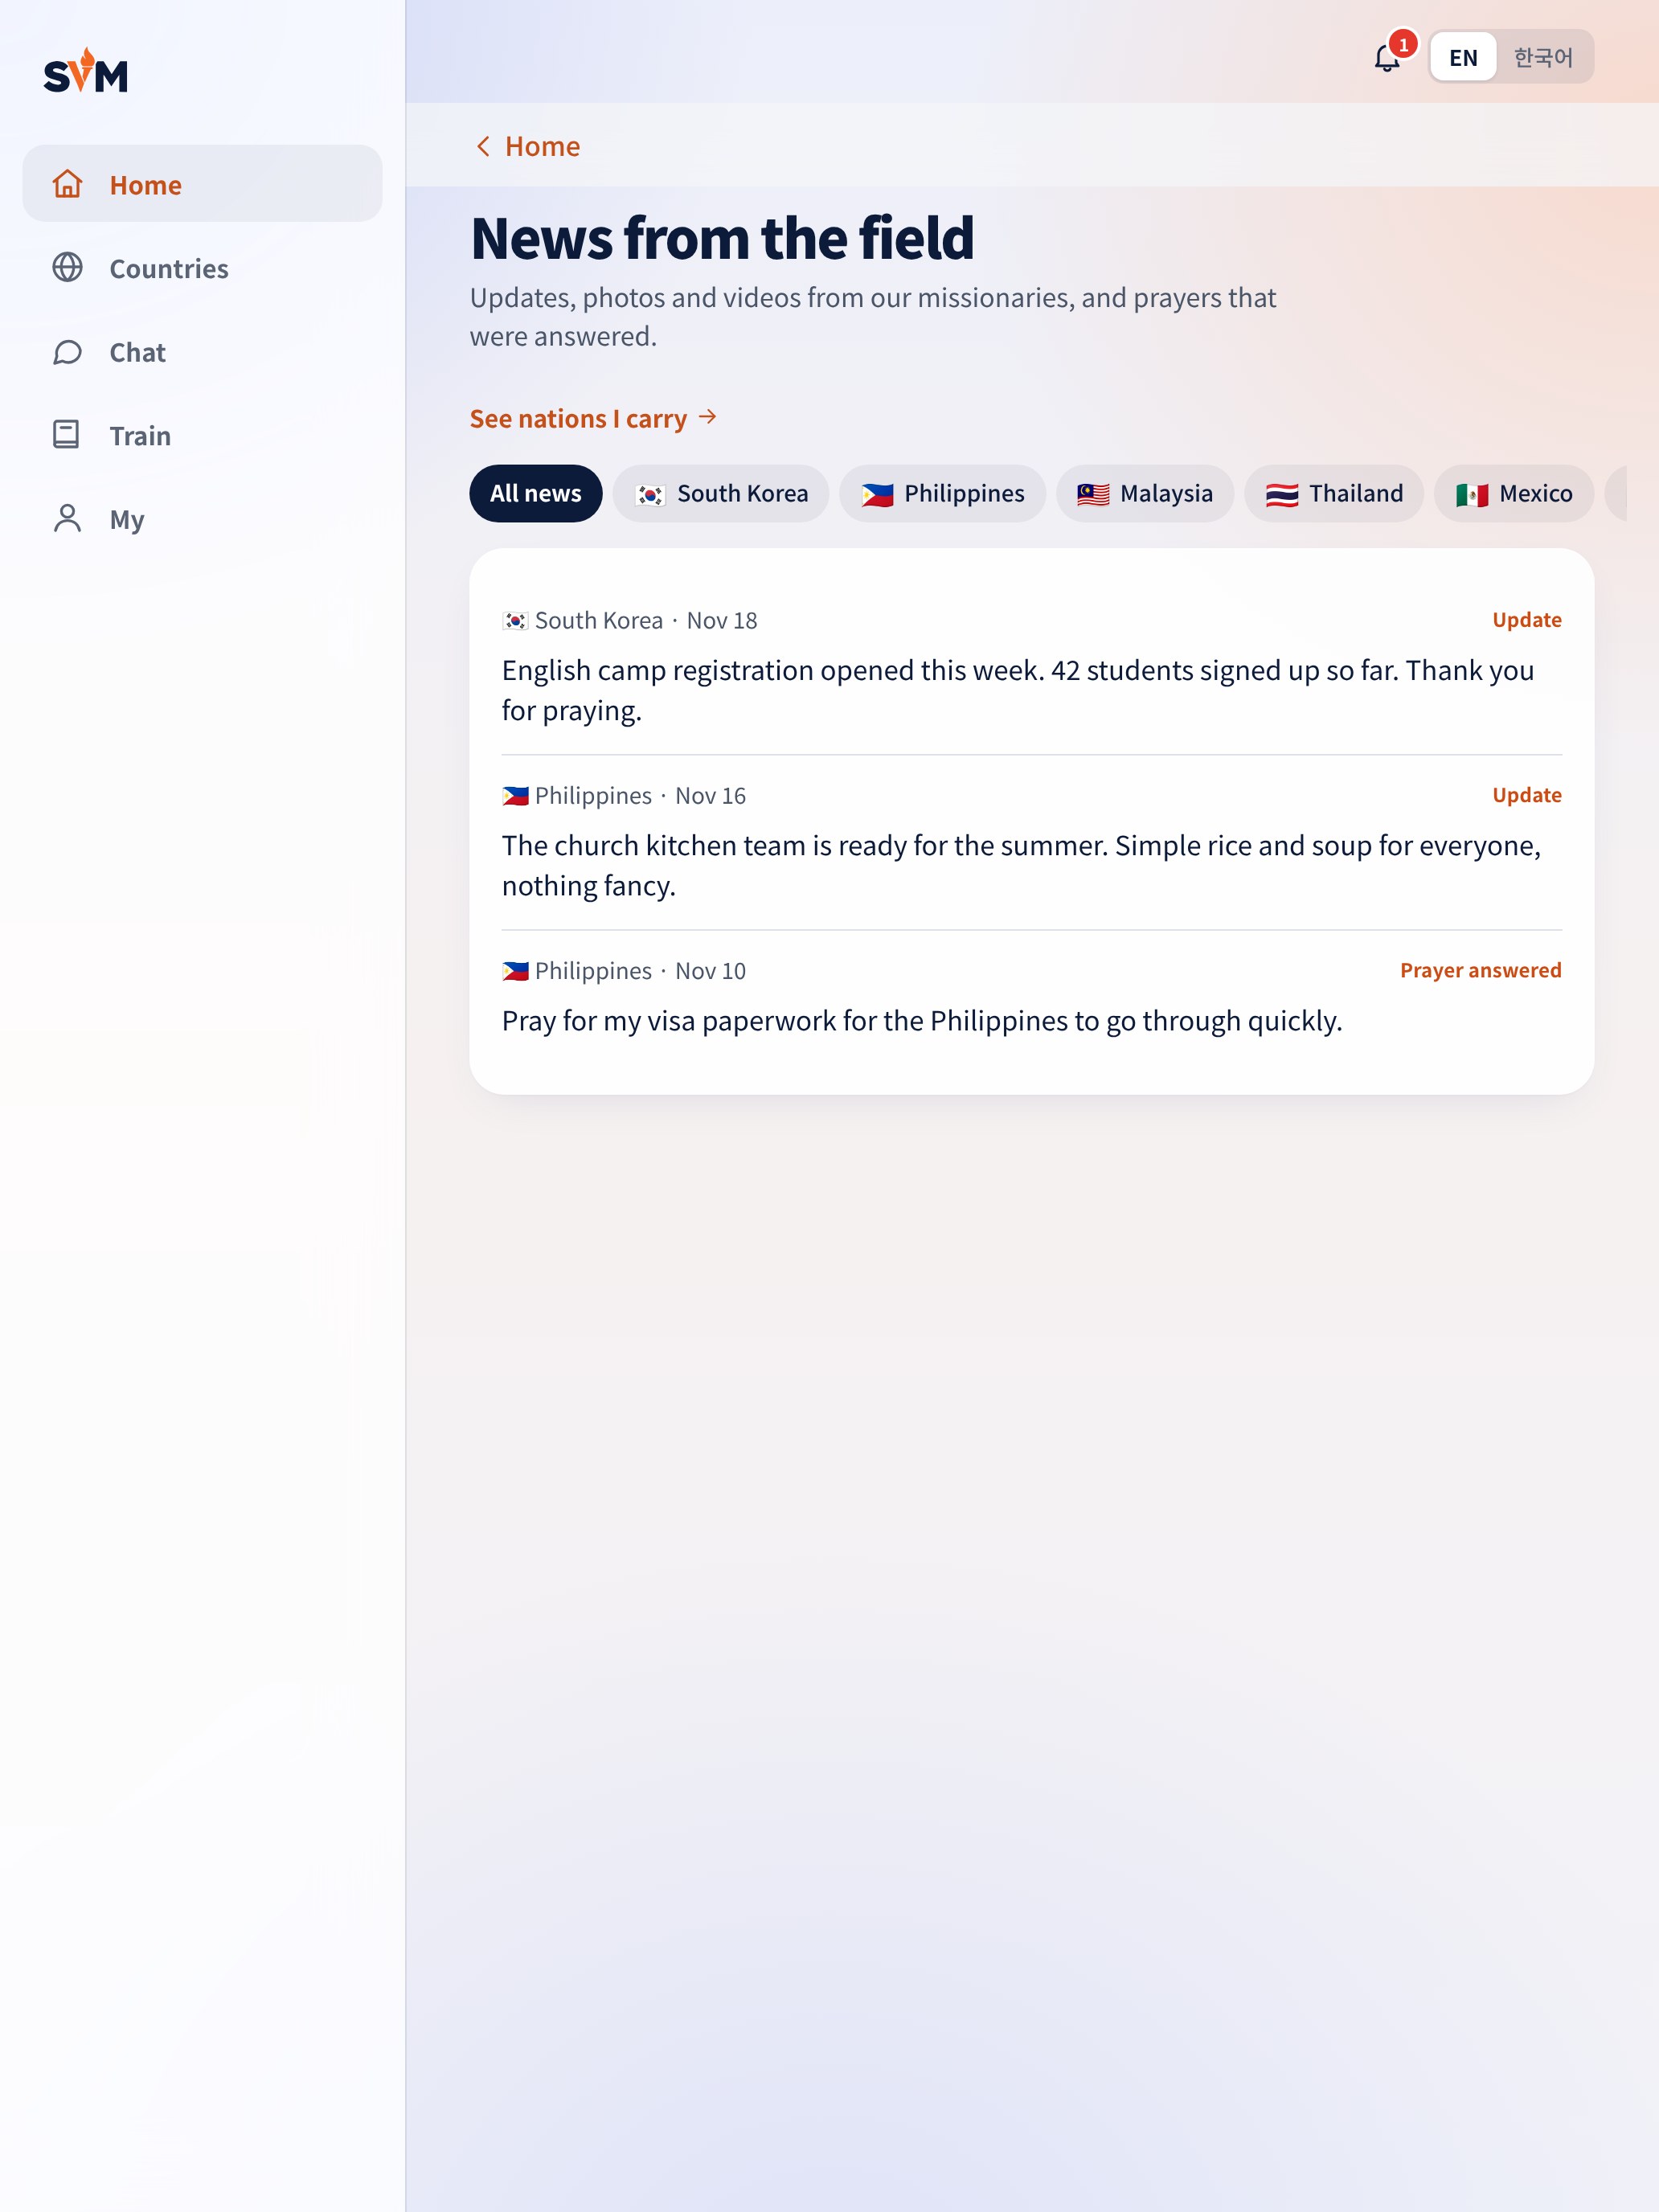 SVM
Home
Countries
Chat
Train
My
1
EN
한국어
Home
News from the field
Updates, photos and videos from our missionaries, and prayers that
were answered.
See nations I carry →
All news
South Korea
Philippines
Malaysia
Thailand
Mexico
South Korea · Nov 18
Update
English camp registration opened this week. 42 students signed up so far. Thank you
for praying.
Philippines · Nov 16
Update
The church kitchen team is ready for the summer. Simple rice and soup for everyone,
nothing fancy.
Philippines · Nov 10
Prayer answered
Pray for my visa paperwork for the Philippines to go through quickly.